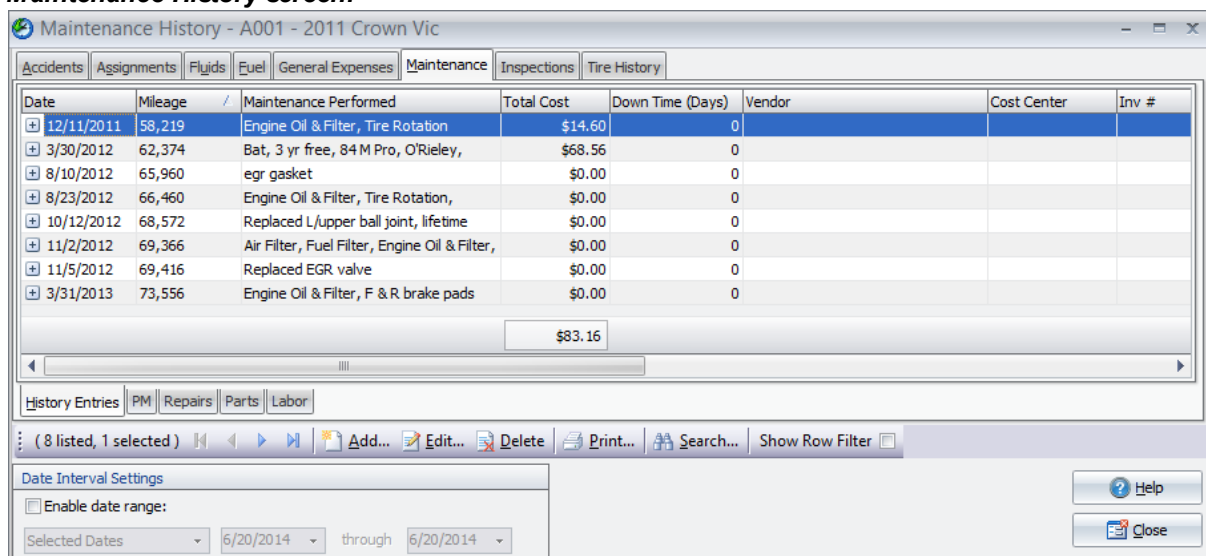 Maintenance History screen:
Maintenance History - A001 - 2011 Crown Vic
Accidents Assignments Fluids Fuel General Expenses Maintenance Inspections Tire History
Date Mileage Maintenance Performed Total Cost Down Time (Days) Vendor Cost Center Inv #
12/11/2011 58,219 Engine Oil & Filter, Tire Rotation $14.60 0
3/30/2012 62,374 Bat, 3 yr free, 84 M Pro, O'Rieley, $68.56 0
8/10/2012 65,960 egr gasket $0.00 0
8/23/2012 66,460 Engine Oil & Filter, Tire Rotation, $0.00 0
10/12/2012 68,572 Replaced L/upper ball joint, lifetime $0.00 0
11/2/2012 69,366 Air Filter, Fuel Filter, Engine Oil & Filter, $0.00 0
11/5/2012 69,416 Replaced EGR valve $0.00 0
3/31/2013 73,556 Engine Oil & Filter, F & R brake pads $0.00 0
$83.16
History Entries PM Repairs Parts Labor
( 8 listed, 1 selected ) Add... Edit... Delete Print... Search... Show Row Filter
Date Interval Settings
Help
Enable date range:
Close
Selected Dates 6/20/2014 through 6/20/2014